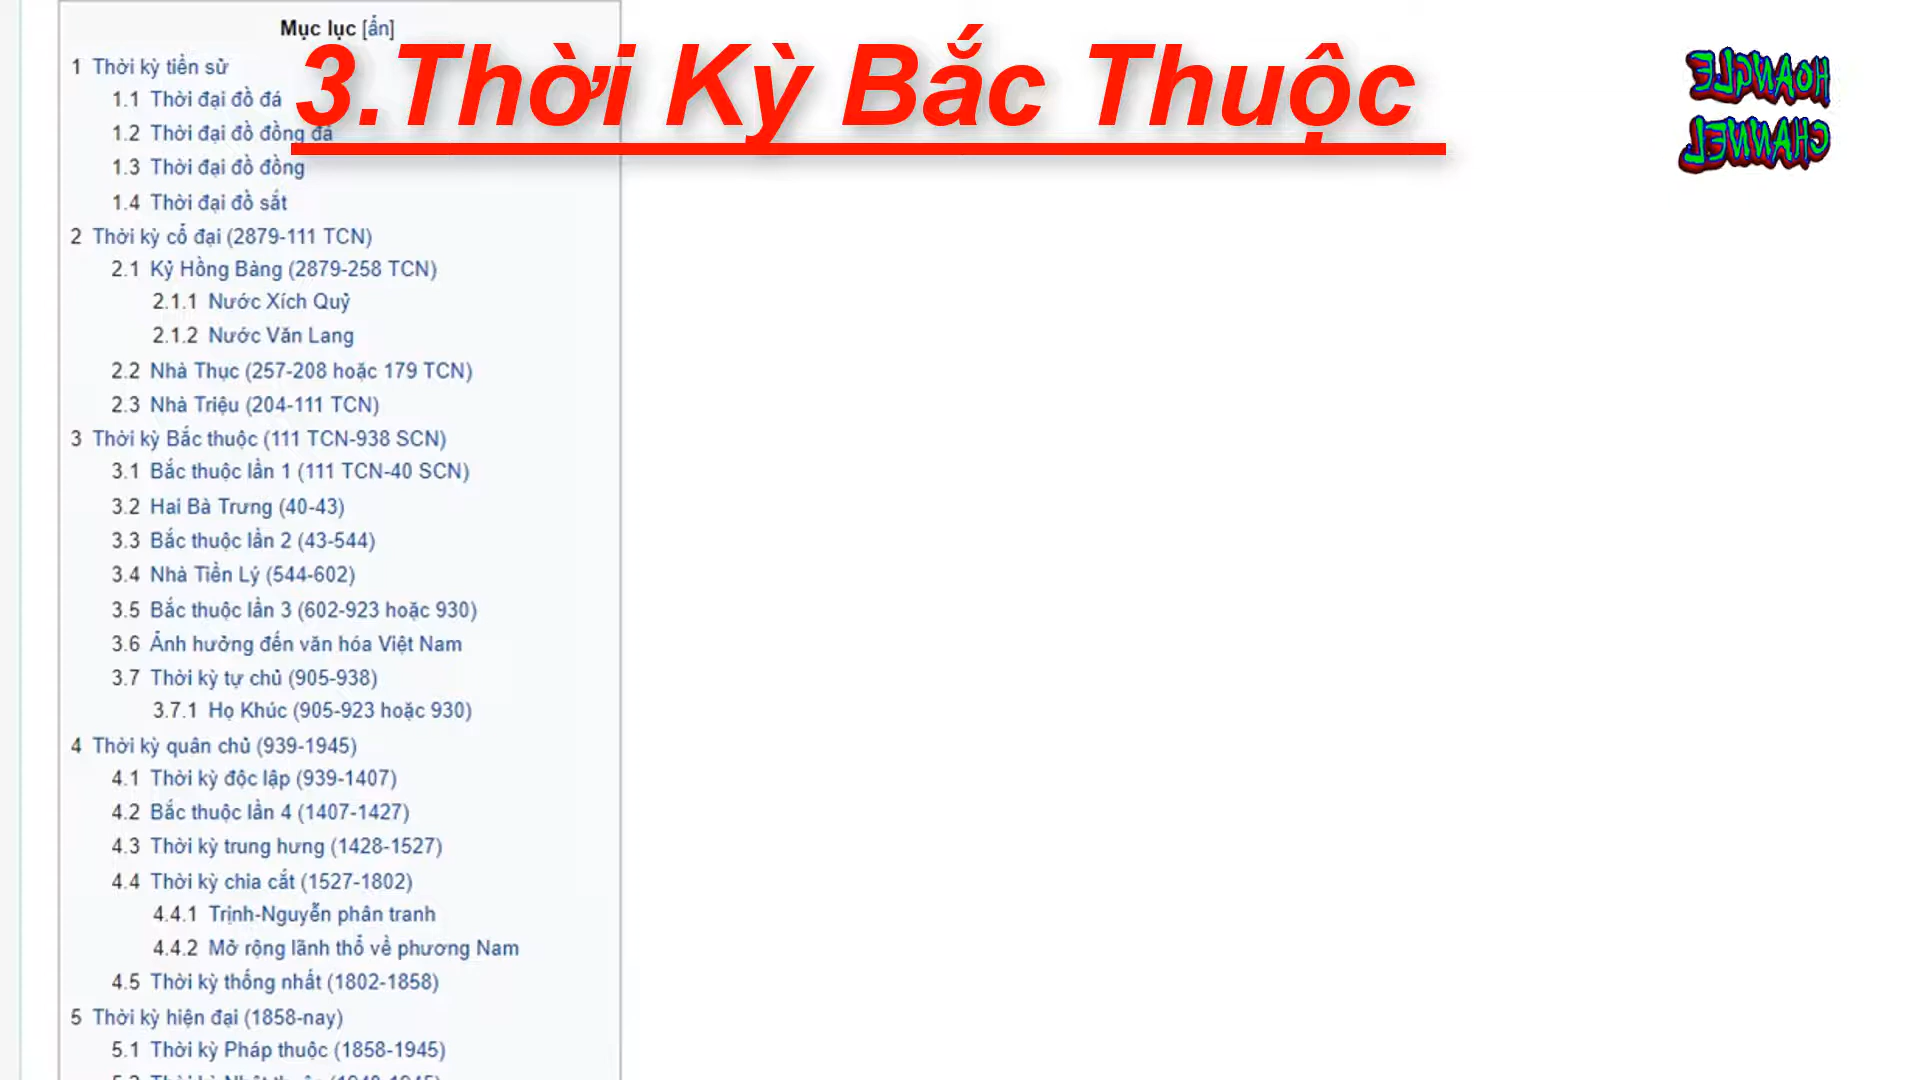 Mục lục [ẩn]
3.Thời Kỳ Bắc Thuộc
HOANGLE
CHANNEL
1 Thời kỳ tiền sử
1.1 Thời đại đồ đá
1.2 Thời đại đồ đồng đá
1.3 Thời đại đồ đồng
1.4 Thời đại đồ sắt
2 Thời kỳ cổ đại (2879-111 TCN)
2.1 Kỷ Hồng Bàng (2879-258 TCN)
2.1.1 Nước Xích Quỷ
2.1.2 Nước Văn Lang
2.2 Nhà Thục (257-208 hoặc 179 TCN)
2.3 Nhà Triệu (204-111 TCN)
3 Thời kỳ Bắc thuộc (111 TCN-938 SCN)
3.1 Bắc thuộc lần 1 (111 TCN-40 SCN)
3.2 Hai Bà Trưng (40-43)
3.3 Bắc thuộc lần 2 (43-544)
3.4 Nhà Tiền Lý (544-602)
3.5 Bắc thuộc lần 3 (602-923 hoặc 930)
3.6 Ảnh hưởng đến văn hóa Việt Nam
3.7 Thời kỳ tự chủ (905-938)
3.7.1 Họ Khúc (905-923 hoặc 930)
4 Thời kỳ quân chủ (939-1945)
4.1 Thời kỳ độc lập (939-1407)
4.2 Bắc thuộc lần 4 (1407-1427)
4.3 Thời kỳ trung hưng (1428-1527)
4.4 Thời kỳ chia cắt (1527-1802)
4.4.1 Trịnh-Nguyễn phân tranh
4.4.2 Mở rộng lãnh thổ về phương Nam
4.5 Thời kỳ thống nhất (1802-1858)
5 Thời kỳ hiện đại (1858-nay)
5.1 Thời kỳ Pháp thuộc (1858-1945)